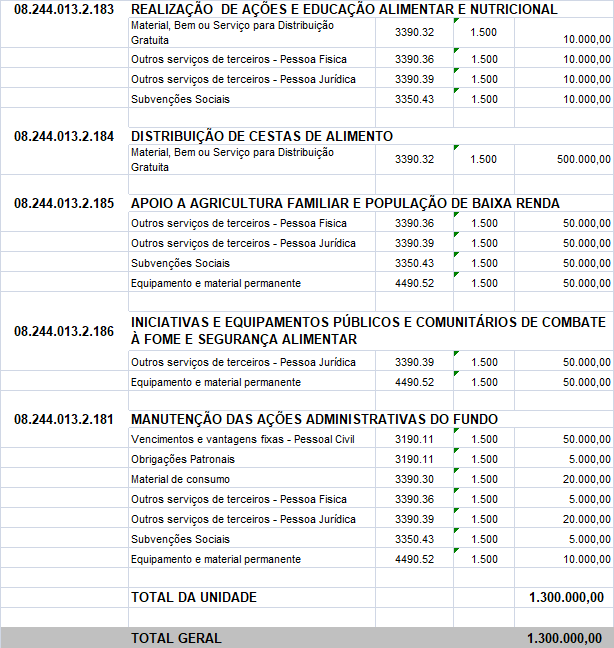 08.244.013.2.183 REALIZAÇÃO DE AÇÕES E EDUCAÇÃO ALIMENTAR E NUTRICIONAL
Material, Bem ou Serviço para Distribuição
Gratuita 3390.32 1.500 10.000,00
Outros serviços de terceiros - Pessoa Fisica 3390.36 1.500 10.000,00
Outros serviços de terceiros - Pessoa Jurídica 3390.39 1.500 10.000,00
Subvenções Sociais 3350.43 1.500 10.000,00
08.244.013.2.184 DISTRIBUIÇÃO DE CESTAS DE ALIMENTO
Material, Bem ou Serviço para Distribuição
Gratuita 3390.32 1.500 500.000,00
08.244.013.2.185 APOIO A AGRICULTURA FAMILIAR E POPULAÇÃO DE BAIXA RENDA
Outros serviços de terceiros - Pessoa Fisica 3390.36 1.500 50.000,00
Outros serviços de terceiros - Pessoa Jurídica 3390.39 1.500 50.000,00
Subvenções Sociais 3350.43 1.500 50.000,00
Equipamento e material permanente 4490.52 1.500 50.000,00
08.244.013.2.186 INICIATIVAS E EQUIPAMENTOS PÚBLICOS E COMUNITÁRIOS DE COMBATE
À FOME E SEGURANÇA ALIMENTAR
Outros serviços de terceiros - Pessoa Jurídica 3390.39 1.500 50.000,00
Equipamento e material permanente 4490.52 1.500 50.000,00
08.244.013.2.181 MANUTENÇÃO DAS AÇÕES ADMINISTRATIVAS DO FUNDO
Vencimentos e vantagens fixas - Pessoal Civil 3190.11 1.500 50.000,00
Obrigações Patronais 3190.11 1.500 5.000,00
Material de consumo 3390.30 1.500 20.000,00
Outros serviços de terceiros - Pessoa Fisica 3390.36 1.500 5.000,00
Outros serviços de terceiros - Pessoa Jurídica 3390.39 1.500 20.000,00
Subvenções Sociais 3350.43 1.500 5.000,00
Equipamento e material permanente 4490.52 1.500 10.000,00
TOTAL DA UNIDADE 1.300.000,00
TOTAL GERAL 1.300.000,00